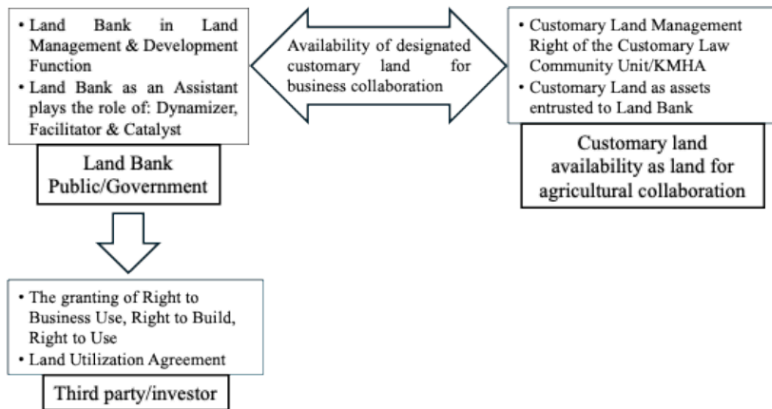 • Land Bank in Land
Management & Development
Function
• Land Bank as an Assistant
plays the role of: Dynamizer,
Facilitator & Catalyst
Land Bank
Public/Government
Availability of designated
customary land for
business collaboration
• Customary Land Management
Right of the Customary Law
Community Unit/KMHA
• Customary Land as assets
entrusted to Land Bank
Customary land
availability as land for
agricultural collaboration
• The granting of Right to
Business Use, Right to Build,
Right to Use
• Land Utilization Agreement
Third party/investor